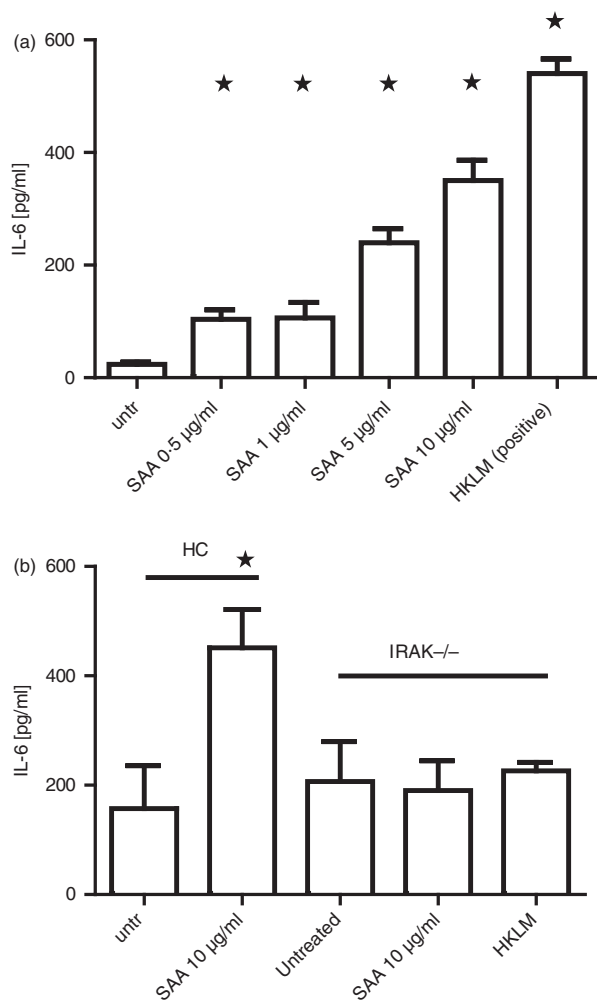 (a)
600
400
200
0
IL-6 [pg/ml]
★
★ ★ ★ ★
untr
SAA 0·5 µg/ml
SAA 1 µg/ml
SAA 5 µg/ml
SAA 10 µg/ml
HKLM (positive)
(b)
600
400
200
0
IL-6 [pg/ml]
HC
★
IRAK–/–
untr
SAA 10 µg/ml
Untreated
SAA 10 µg/ml
HKLM